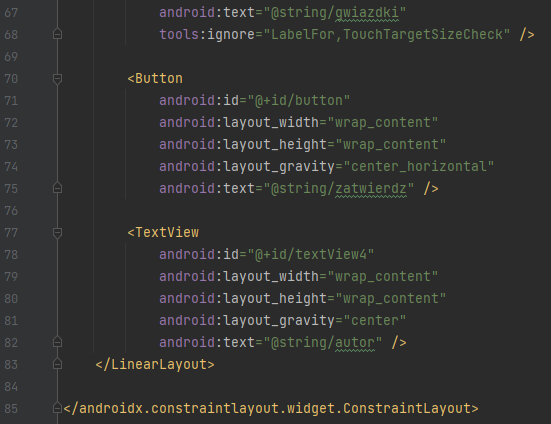 67 android:text="@string/gwiazdki"
68 tools:ignore="LabelFor,TouchTargetSizeCheck" />
69
70 <Button
71 android:id="@+id/button"
72 android:layout_width="wrap_content"
73 android:layout_height="wrap_content"
74 android:layout_gravity="center_horizontal"
75 android:text="@string/zatwierdz" />
76
77 <TextView
78 android:id="@+id/textView4"
79 android:layout_width="wrap_content"
80 android:layout_height="wrap_content"
81 android:layout_gravity="center"
82 android:text="@string/autor" />
83 </LinearLayout>
84
85 </androidx.constraintlayout.widget.ConstraintLayout>